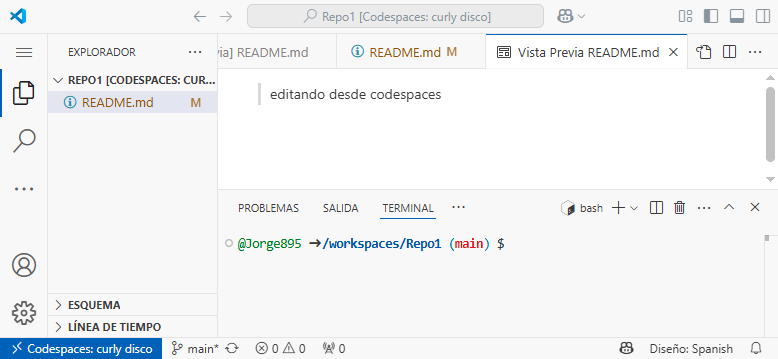 Repo1 [Codespaces: curly disco]
EXPLORADOR
REPO1 [CODESPACES: CUR...
README.md M
ía] README.md
README.md M
Vista Previa README.md
editando desde codespaces
PROBLEMAS SALIDA TERMINAL
bash
@Jorge895 →/workspaces/Repo1 (main) $
ESQUEMA
LÍNEA DE TIEMPO
Codespaces: curly disco
main*
0 0
0
Diseño: Spanish